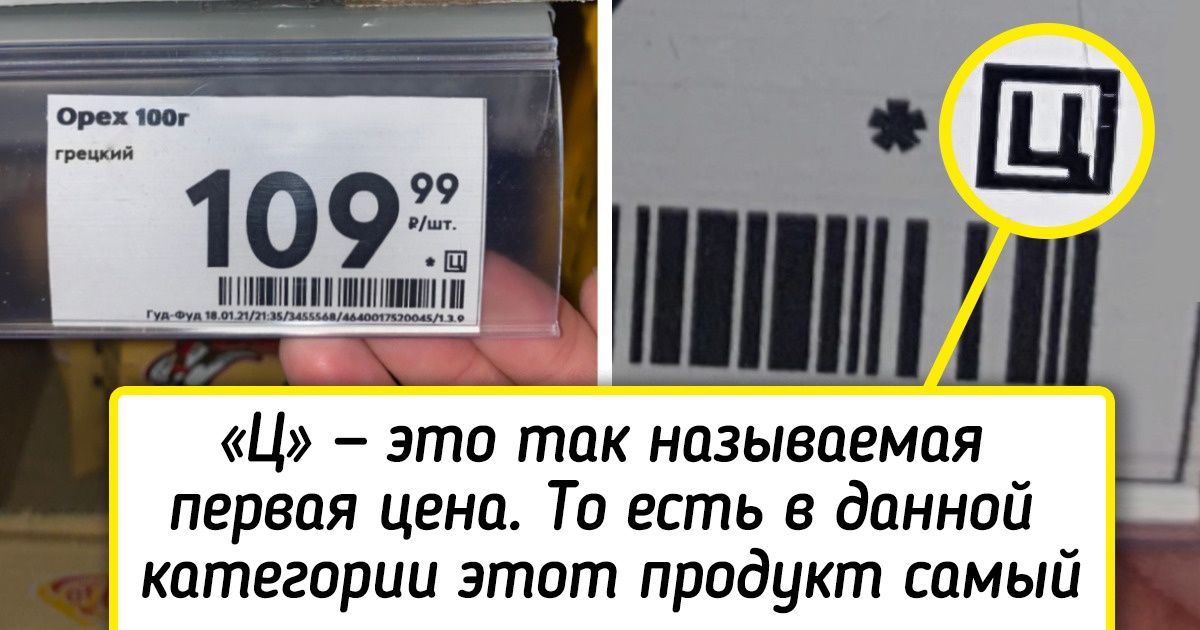 Орех 100г
грецкий
109 99
₽/шт.
* Ц
Гуд-Фуд 18.01.21/21:35/3455568/4640017520045/1.3.9
* Ц
«Ц» – это так называемая
первая цена. То есть в данной
категории этот продукт самый